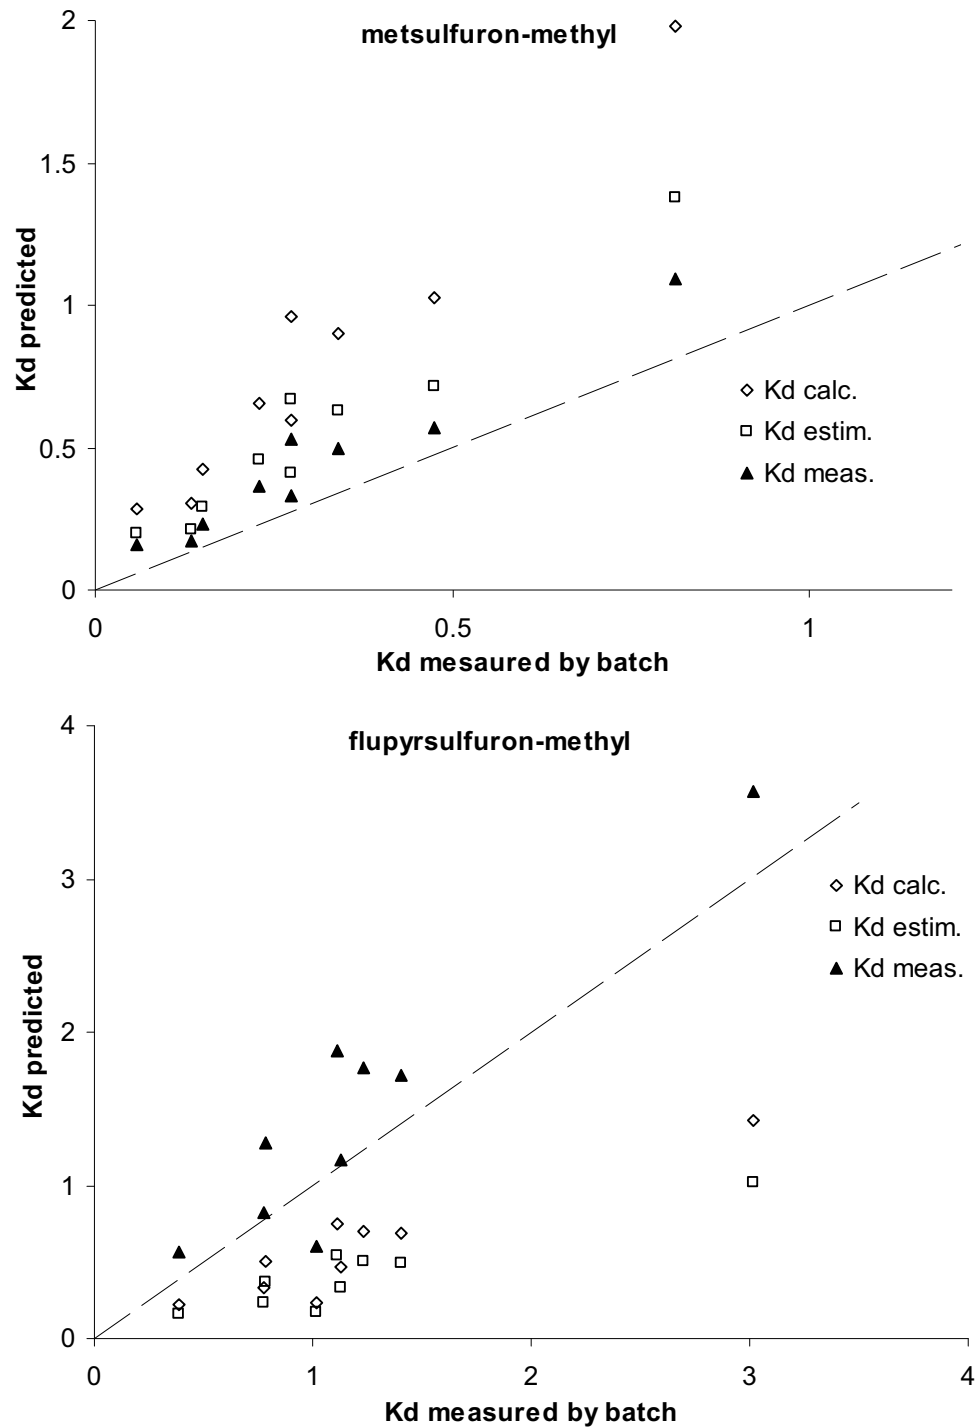 metsulfuron-methyl
2
1.5
1
0.5
0
Kd predicted
Kd calc.
Kd estim.
Kd meas.
0 0.5 1
Kd mesaured by batch
flupyrsulfuron-methyl
4
3
2
1
0
Kd predicted
Kd calc.
Kd estim.
Kd meas.
0 1 2 3 4
Kd measured by batch